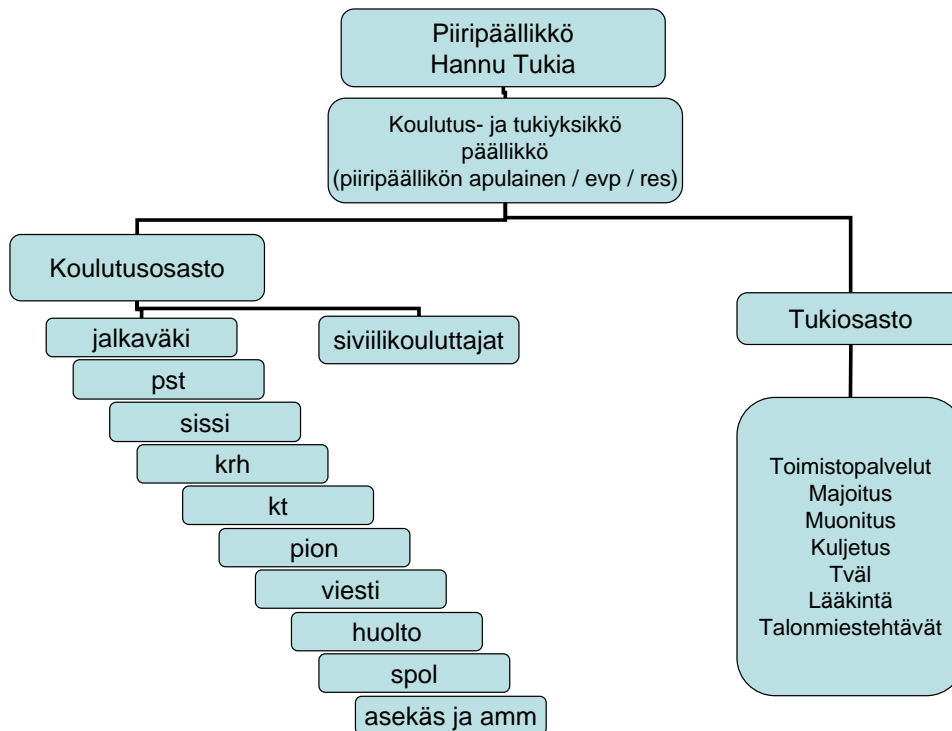 Piiripäällikkö
Hannu Tukia
Koulutus- ja tukiyksikkö
päällikkö
(piiripäällikön apulainen / evp / res)
Koulutusosasto
jalkaväki
siviilikouluttajat
Tukiosasto
pst
sissi
krh
kt
pion
viesti
huolto
spol
asekäs ja amm
Toimistopalvelut
Majoitus
Muonitus
Kuljetus
Tväl
Lääkintä
Talonmiestehtävät